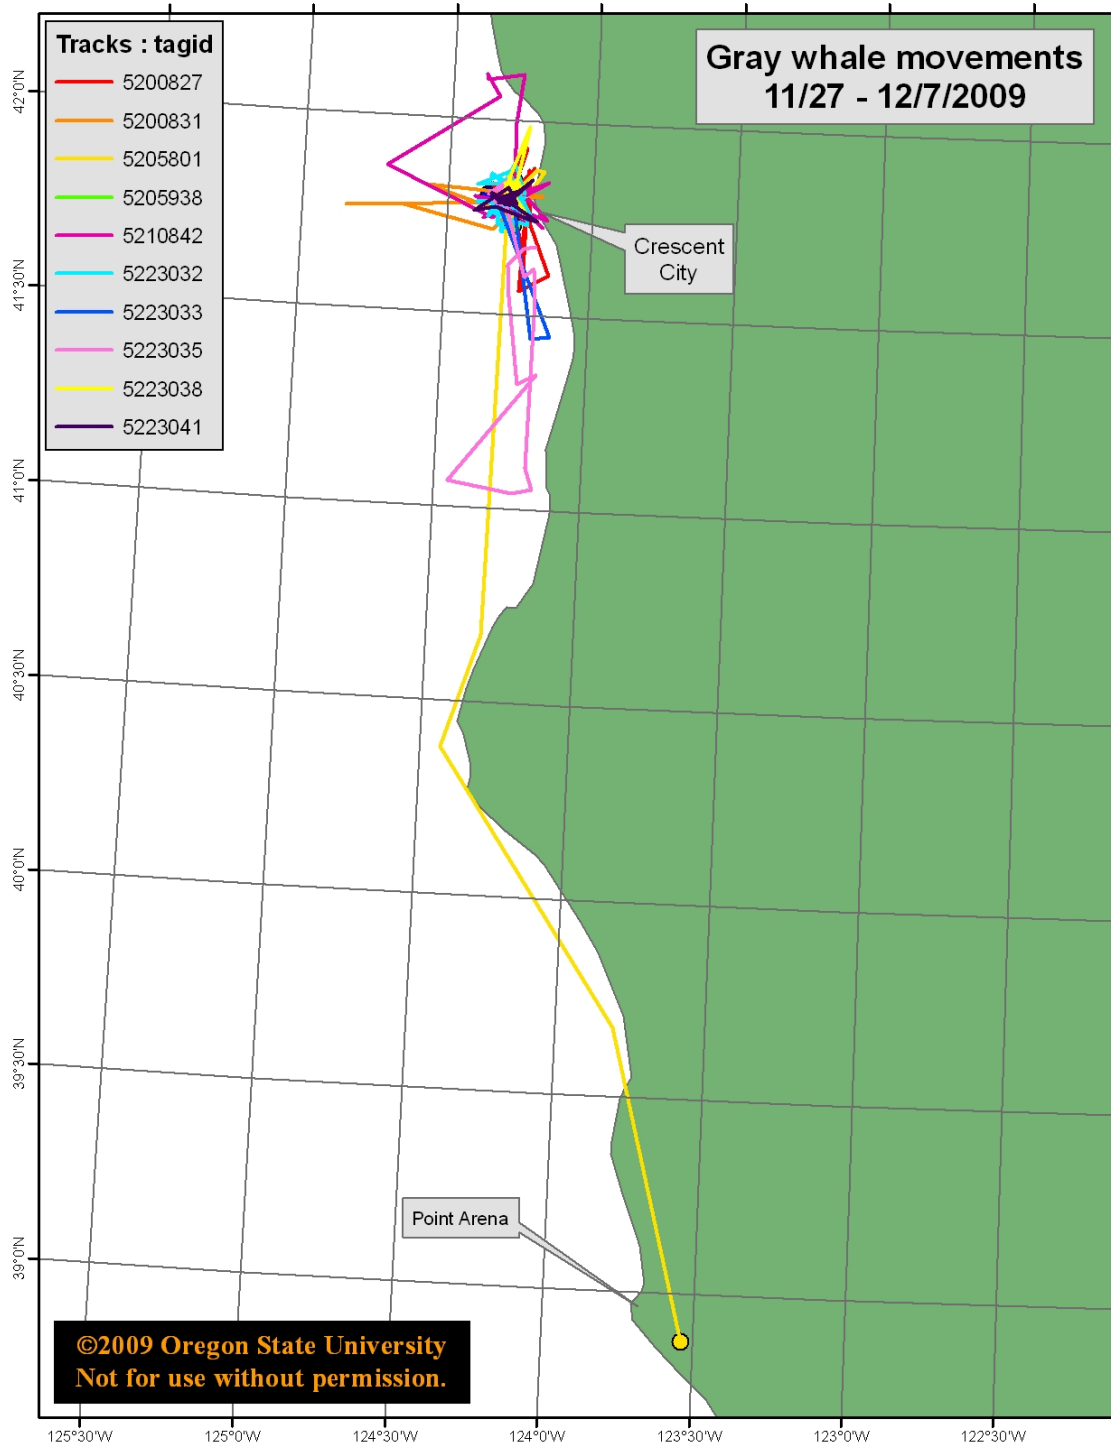 Tracks : tagid
5200827
5200831
5205801
5205938
5210842
5223032
5223033
5223035
5223038
5223041
Gray whale movements
11/27 - 12/7/2009
Crescent
City
Point Arena
42°0'N
41°30'N
41°0'N
40°30'N
40°0'N
39°30'N
39°0'N
©2009 Oregon State University
Not for use without permission.
125°30'W
125°0'W
124°30'W
124°0'W
123°30'W
123°0'W
122°30'W